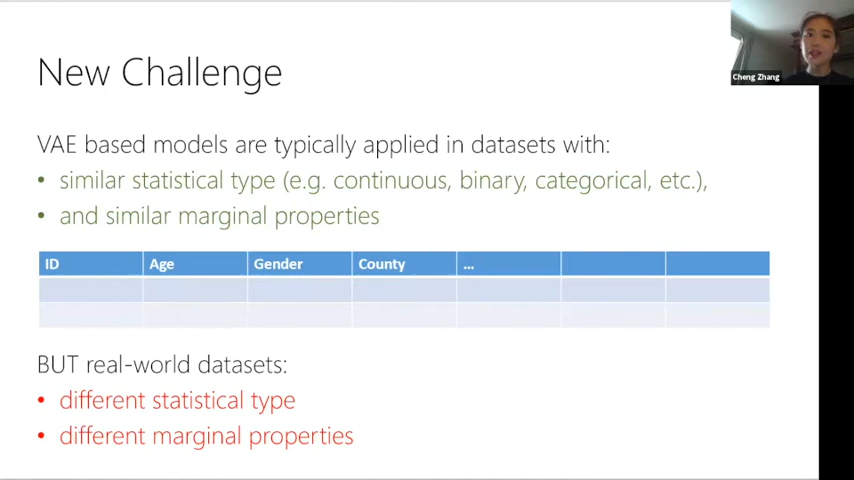 New Challenge
Cheng Zhang
VAE based models are typically applied in datasets with:
• similar statistical type (e.g. continuous, binary, categorical, etc.),
• and similar marginal properties
ID Age Gender County ...
BUT real-world datasets:
• different statistical type
• different marginal properties